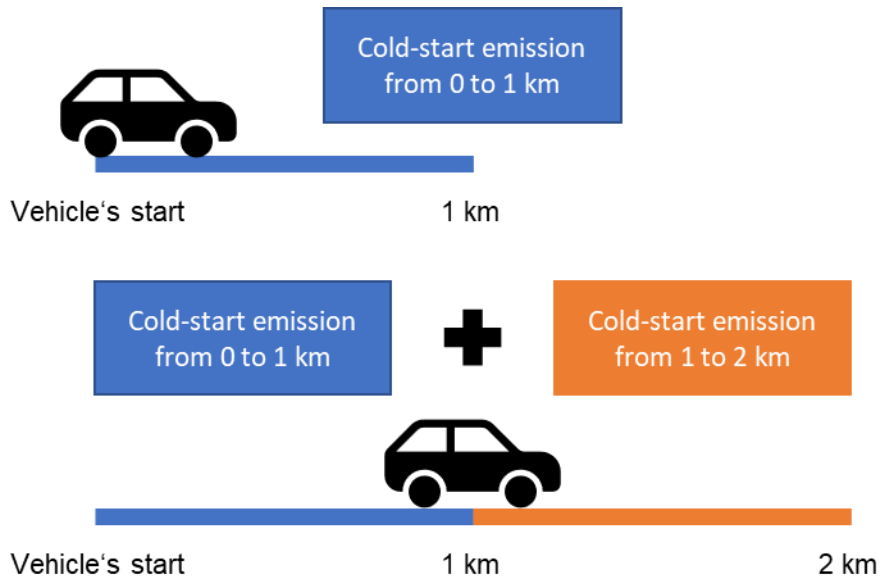 Cold-start emission
from 0 to 1 km
Vehicle‘s start
1 km
Cold-start emission
from 0 to 1 km
Cold-start emission
from 1 to 2 km
Vehicle‘s start
1 km
2 km